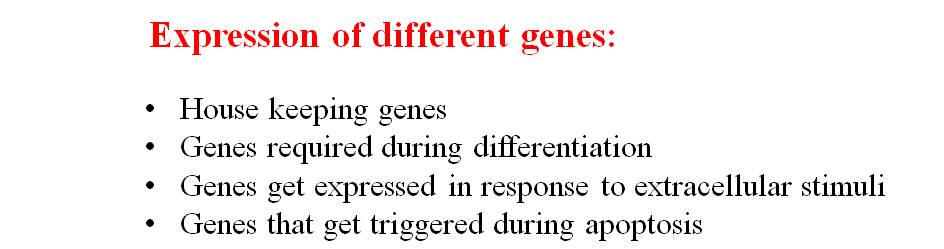 Expression of different genes:
• House keeping genes
• Genes required during differentiation
• Genes get expressed in response to extracellular stimuli
• Genes that get triggered during apoptosis